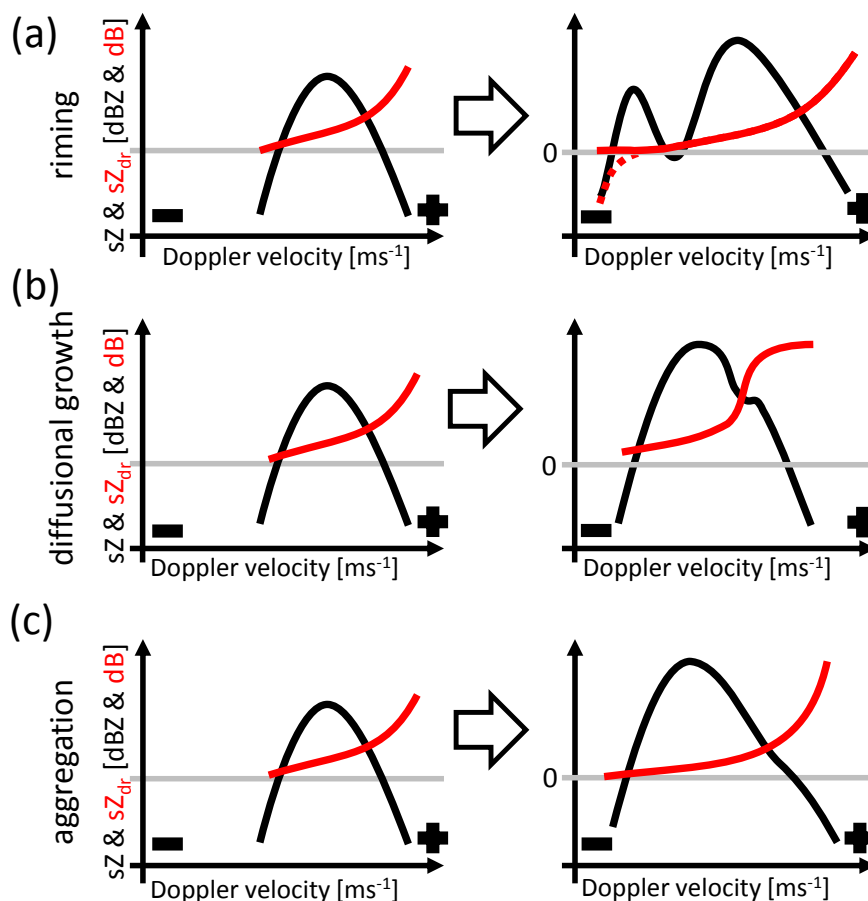 (a)
riming
sZ & sZdr [dBZ & dB]
0
Doppler velocity [ms-1]
Doppler velocity [ms-1]
(b)
diffusional growth
sZ & sZdr [dBZ & dB]
0
Doppler velocity [ms-1]
Doppler velocity [ms-1]
(c)
aggregation
sZ & sZdr [dBZ & dB]
0
Doppler velocity [ms-1]
Doppler velocity [ms-1]